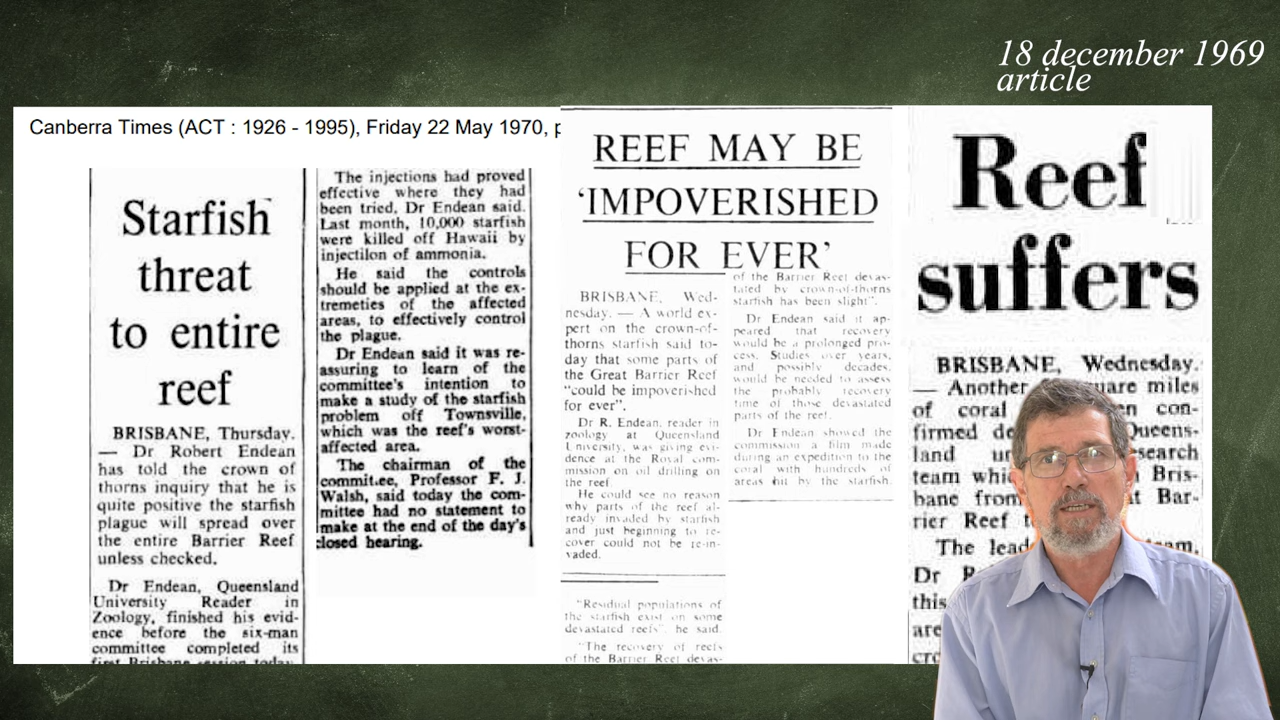 18 december 1969
article
Canberra Times (ACT : 1926 - 1995), Friday 22 May 1970, p
Starfish
threat
to entire
reef
BRISBANE, Thursday.
— Dr Robert Endean
has told the crown of
thorns inquiry that he is
quite positive the starfish
plague will spread over
the entire Barrier Reef
unless checked.
Dr Endean, Queensland
University Reader in
Zoology, finished his evid-
ence before the six-man
committee completed its
first Brisbane session today.
The injections had proved
effective where they had
been tried, Dr Endean said.
Last month, 10,000 starfish
were killed off Hawaii by
injectilon of ammonia.
He said the controls
should be applied at the ex-
tremeties of the affected
areas, to effectively control
the plague.
Dr Endean said it was re-
assuring to learn of the
committee's intention to
make a study of the starfish
problem off Townsville,
which was the reef's worst-
affected area.
The chairman of the
commit.ee, Professor F. J.
Walsh, said today the com-
mittee had no statement to
make at the end of the day's
closed hearing.
REEF MAY BE
'IMPOVERISHED
FOR EVER'
BRISBANE, Wed-
nesday. — A world ex-
pert on the crown-of-
thorns starfish said to-
day that some parts of
the Great Barrier Reef
"could be impoverished
for ever".
Dr R. Endean, reader in
zoology at Queensland
University, was giving evi-
dence at the Royal com-
mission on oil drilling on
the reef.
He could see no reason
why parts of the reef al-
ready invaded by starfish
and just beginning to re-
cover could not be re-in-
vaded.
"Residual populations of
the starfish exist on some
devastated reefs", he said.
"The recovery of reefs
of the Barrier Reef devas-
of the Barrier Reef devas-
tated by crown-of-thorns
starfish has been slight".
Dr Endean said it ap-
peared that recovery
would be a prolonged pro-
cess. Studies over years,
and possibly decades,
would be needed to assess
the probably recovery
time of those devastated
parts of the reef.
Dr Endean showed the
commission a film made
during an expedition to the
coral with hundreds of
areas hit by the starfish.
Reef
suffers
BRISBANE, Wednesday.
— Another square miles
of coral con-
firmed Queens-
land research
team Bris-
bane from Bar-
rier Reef
The team,
Dr
this